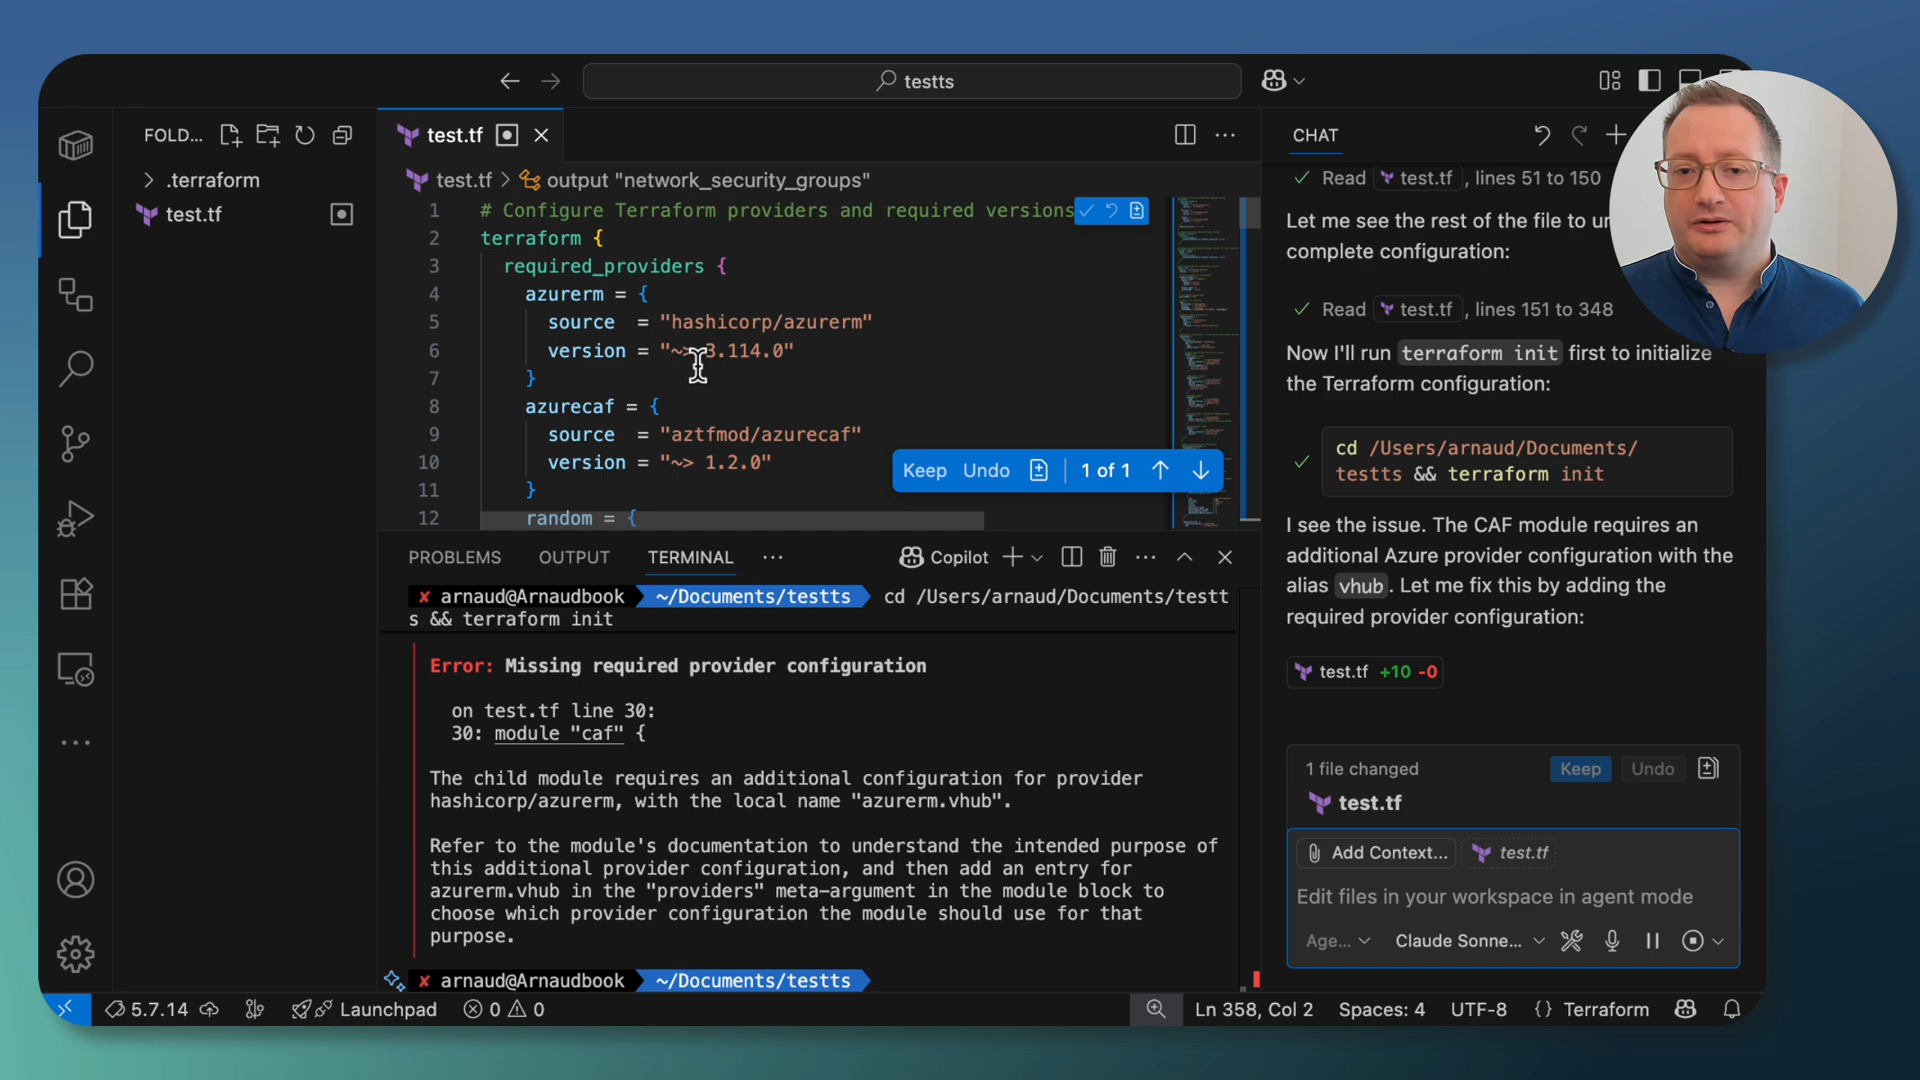 testts
FOLD...
.terraform
test.tf
test.tf
test.tf > output "network_security_groups"
1 # Configure Terraform providers and required versions
2 terraform {
3 required_providers {
4 azurerm = {
5 source = "hashicorp/azurerm"
6 version = "~> 3.114.0"
7 }
8 azurecaf = {
9 source = "aztfmod/azurecaf"
10 version = "~> 1.2.0"
11 }
12 random = {
Keep Undo 1 of 1
PROBLEMS OUTPUT TERMINAL ... Copilot
✘ arnaud@Arnaudbook ~/Documents/testts cd /Users/arnaud/Documents/testt
s && terraform init
Error: Missing required provider configuration
on test.tf line 30:
30: module "caf" {
The child module requires an additional configuration for provider
hashicorp/azurerm, with the local name "azurerm.vhub".
Refer to the module's documentation to understand the intended purpose of
this additional provider configuration, and then add an entry for
azurerm.vhub in the "providers" meta-argument in the module block to
choose which provider configuration the module should use for that
purpose.
✘ arnaud@Arnaudbook ~/Documents/testts
CHAT
✓ Read test.tf , lines 51 to 150
Let me see the rest of the file to
complete configuration:
✓ Read test.tf , lines 151 to 348
Now I'll run terraform init first to initialize
the Terraform configuration:
cd /Users/arnaud/Documents/
testts && terraform init
I see the issue. The CAF module requires an
additional Azure provider configuration with the
alias vhub. Let me fix this by adding the
required provider configuration:
test.tf +10 -0
1 file changed Keep Undo
test.tf
Add Context... test.tf
Edit files in your workspace in agent mode
Age... Claude Sonne...
5.7.14 Launchpad 0 0 Ln 358, Col 2 Spaces: 4 UTF-8 {} Terraform